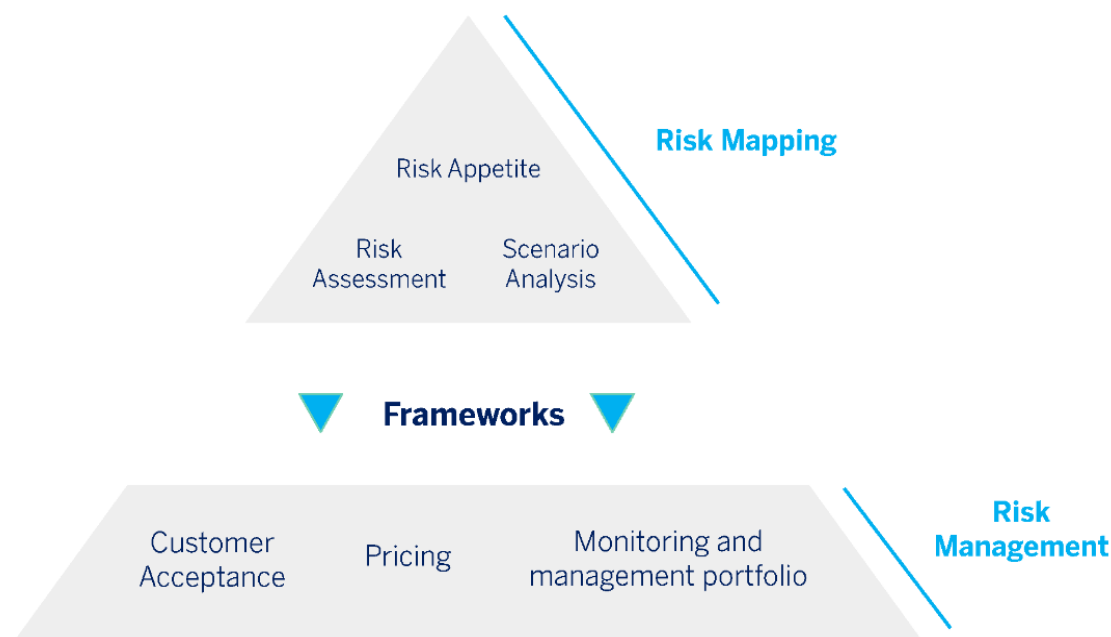 Risk Mapping
Risk Appetite
Risk
Assessment
Scenario
Analysis
Frameworks
Customer
Acceptance
Pricing
Monitoring and
management portfolio
Risk
Management